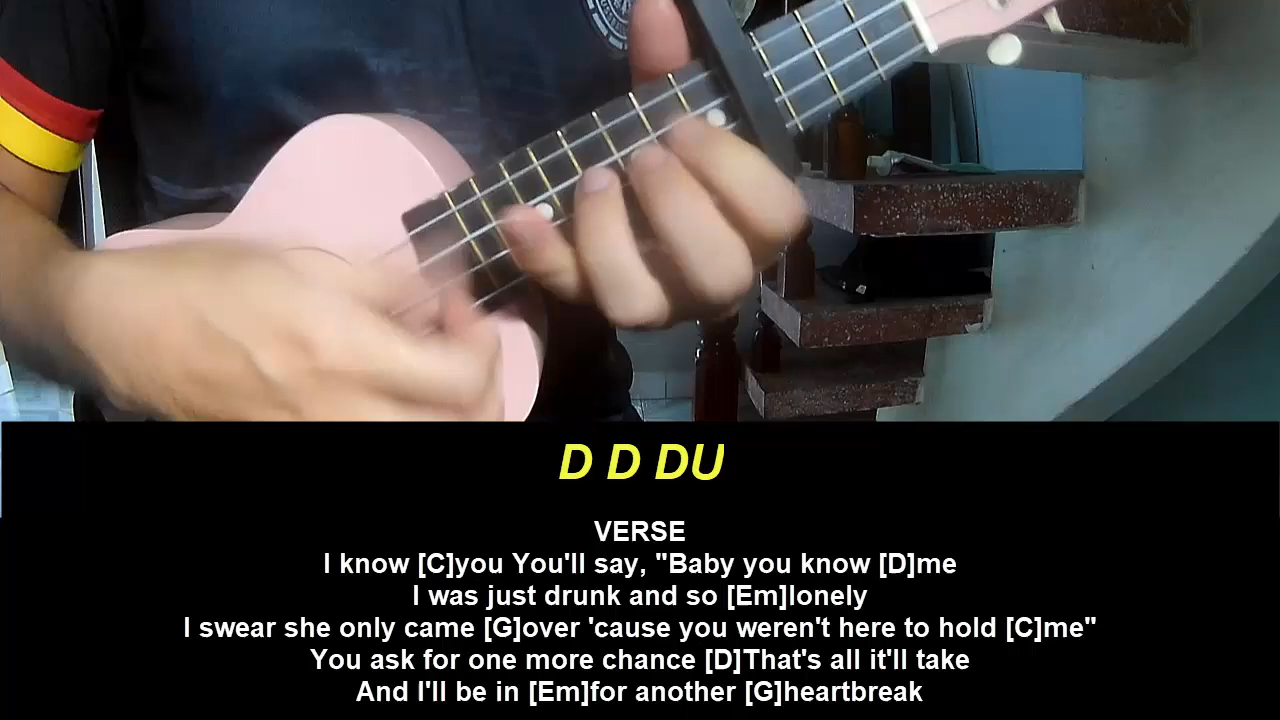 D D DU
VERSE
I know [C]you You'll say, "Baby you know [D]me
I was just drunk and so [Em]lonely
I swear she only came [G]over 'cause you weren't here to hold [C]me"
You ask for one more chance [D]That's all it'll take
And I'll be in [Em]for another [G]heartbreak